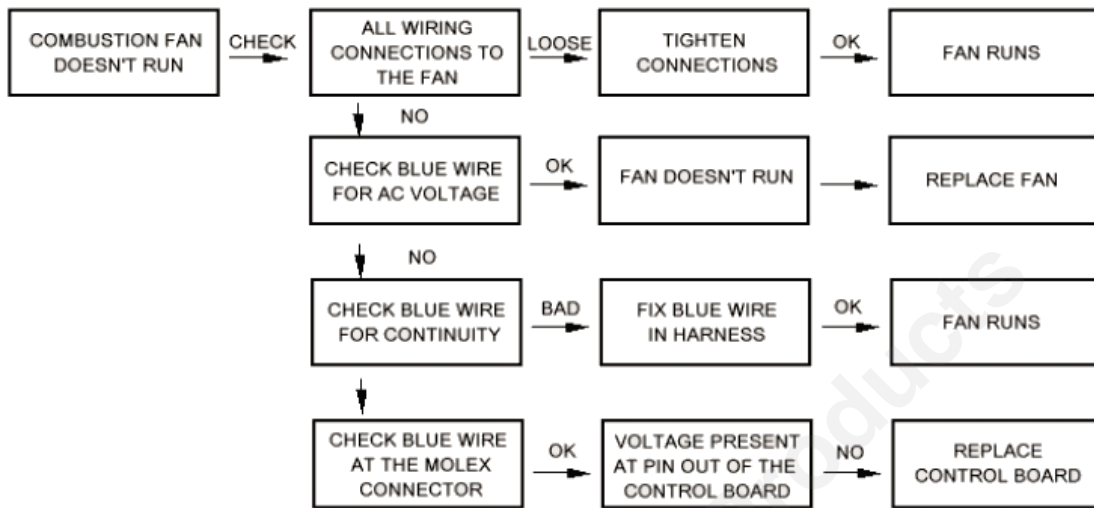 COMBUSTION FAN
DOESN'T RUN
CHECK
ALL WIRING
CONNECTIONS TO
THE FAN
LOOSE
TIGHTEN
CONNECTIONS
OK
FAN RUNS
NO
CHECK BLUE WIRE
FOR AC VOLTAGE
OK
FAN DOESN'T RUN
REPLACE FAN
NO
CHECK BLUE WIRE
FOR CONTINUITY
BAD
FIX BLUE WIRE
IN HARNESS
OK
FAN RUNS
CHECK BLUE WIRE
AT THE MOLEX
CONNECTOR
OK
VOLTAGE PRESENT
AT PIN OUT OF THE
CONTROL BOARD
NO
REPLACE
CONTROL BOARD